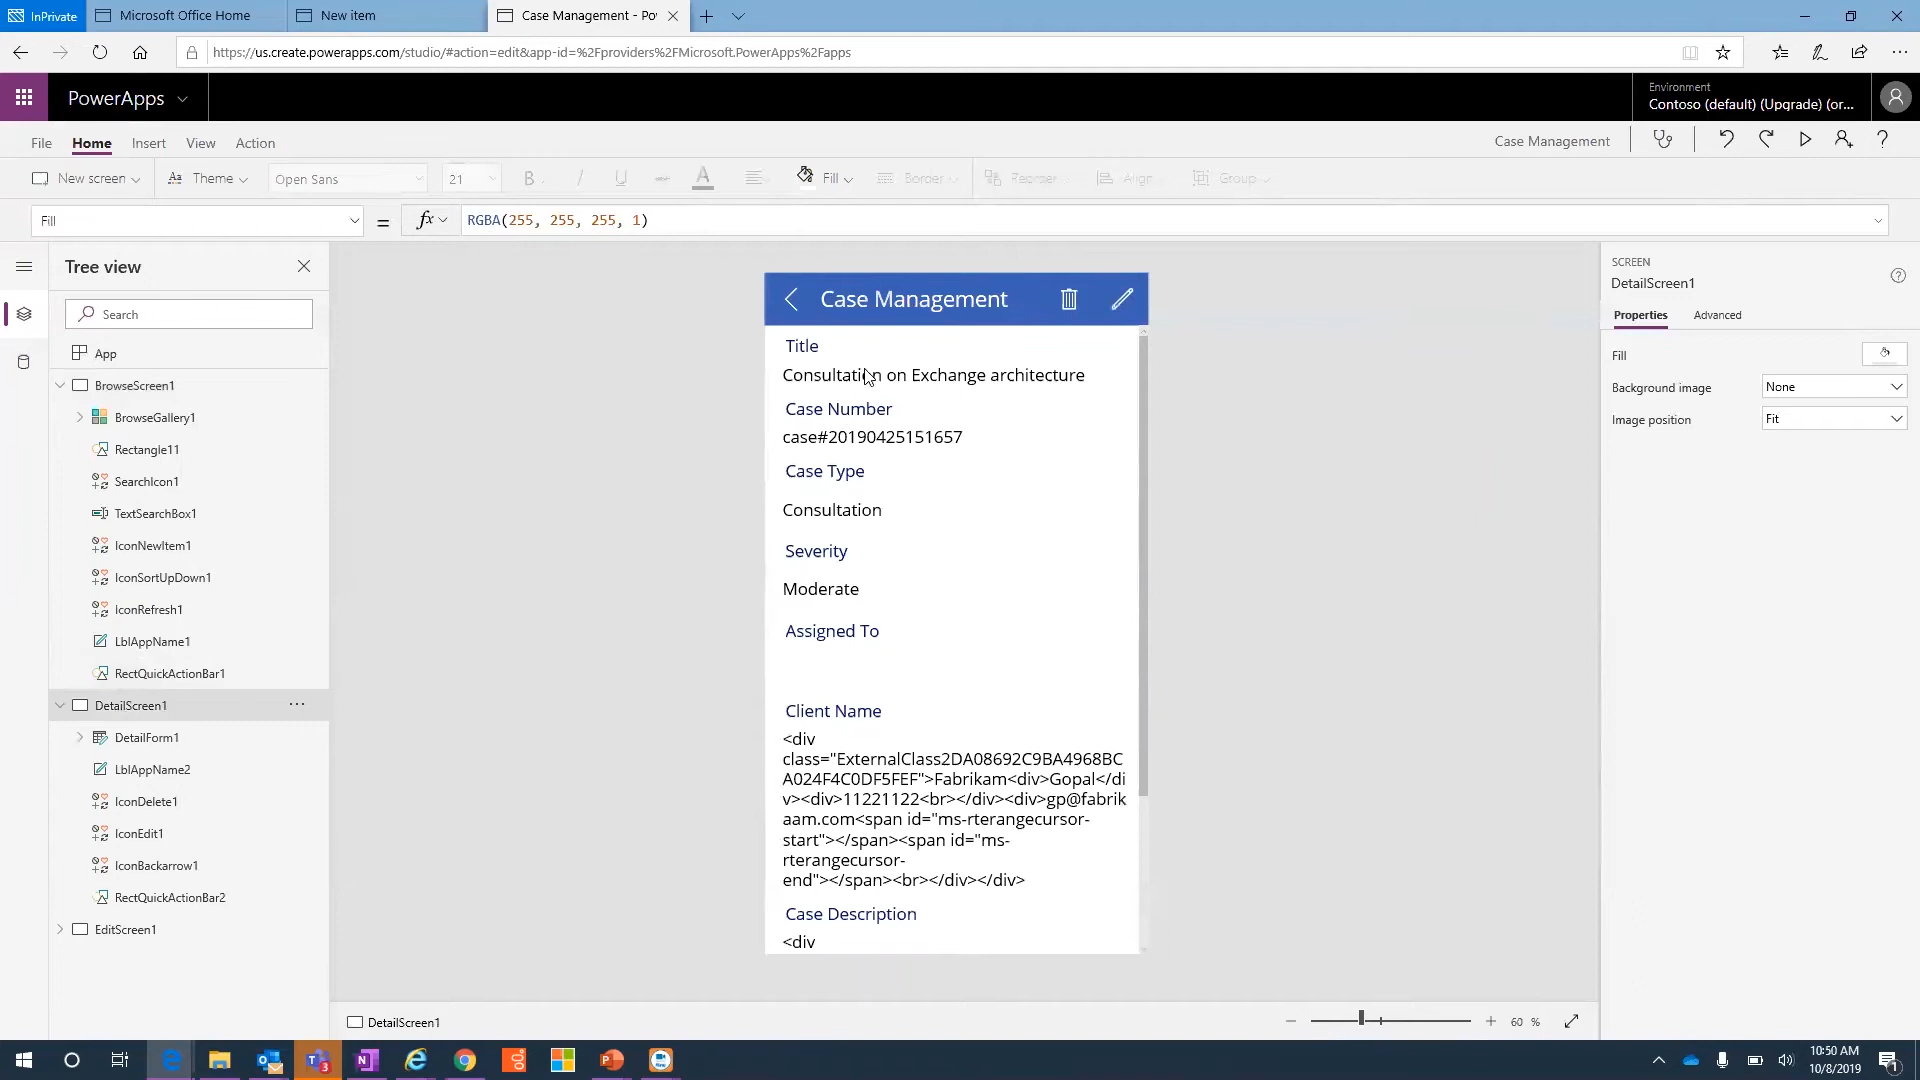 InPrivate
Microsoft Office Home
New item
Case Management - Po
https://us.create.powerapps.com/studio/#action=edit&app-id=%2Fproviders%2FMicrosoft.PowerApps%2Fapps
PowerApps
Environment
Contoso (default) (Upgrade) (or...
File
Home
Insert
View
Action
Case Management
New screen
Theme
Open Sans
21
B
Fill
Border
Reorder
Align
Group
Fill
=
fx
RGBA(255, 255, 255, 1)
Tree view
Search
App
BrowseScreen1
BrowseGallery1
Rectangle11
SearchIcon1
TextSearchBox1
IconNewItem1
IconSortUpDown1
IconRefresh1
LblAppName1
RectQuickActionBar1
DetailScreen1
DetailForm1
LblAppName2
IconDelete1
IconEdit1
IconBackarrow1
RectQuickActionBar2
EditScreen1
Case Management
Title
Consultation on Exchange architecture
Case Number
case#20190425151657
Case Type
Consultation
Severity
Moderate
Assigned To
Client Name
<div
class="ExternalClass2DA08692C9BA4968BC
A024F4C0DF5FEF">Fabrikam<div>Gopal</di
v><div>11221122<br></div><div>gp@fabrik
aam.com<span id="ms-rterangecursor-
start"></span><span id="ms-
rterangecursor-
end"></span><br></div></div>
Case Description
<div
SCREEN
DetailScreen1
Properties
Advanced
Fill
Background image
None
Image position
Fit
DetailScreen1
60 %
3
10:50 AM
10/8/2019
1